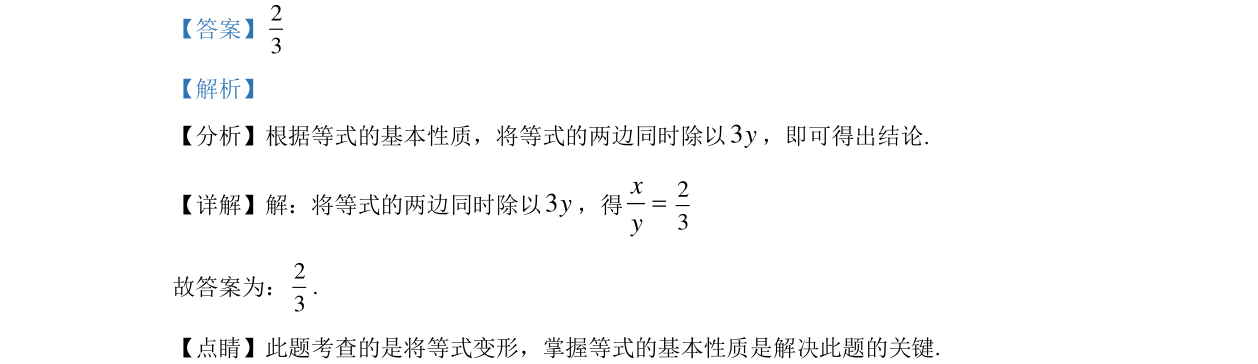 【答案】2/3
【解析】
【分析】根据等式的基本性质，将等式的两边同时除以3y，即可得出结论.
【详解】解：将等式的两边同时除以3y，得x/y=2/3
故答案为：2/3.
【点睛】此题考查的是将等式变形，掌握等式的基本性质是解决此题的关键.